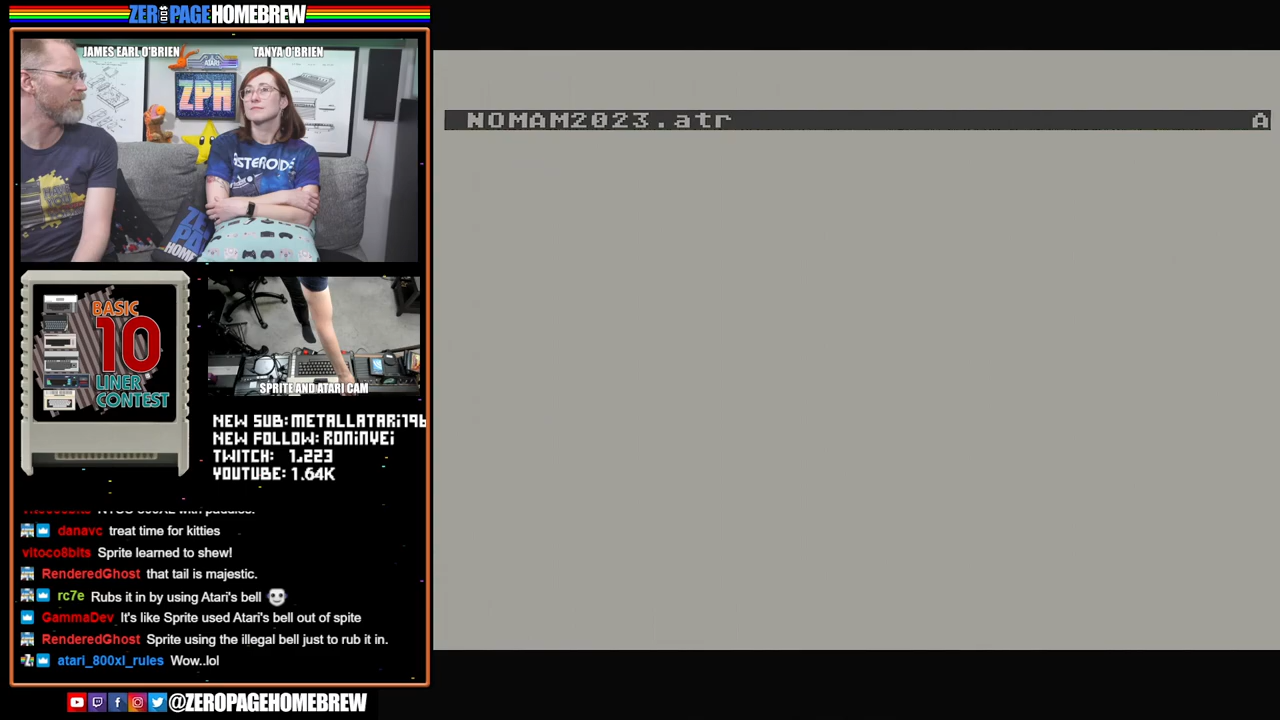 ZEROPAGE HOMEBREW
JAMES EARL O'BRIEN
TANYA O'BRIEN
ATARI
ZPH
ASTEROIDS
NOMAM2023.atr
A
BASIC
10
LINER
CONTEST
SPRITE AND ATARI CAM
NEW SUB:METALLATARI196
NEW FOLLOW: RONINVEI
TWITCH: 1,223
YOUTUBE: 1.64K
danavc treat time for kitties
vitoco8bits Sprite learned to shew!
RenderedGhost that tail is majestic.
rc7e Rubs it in by using Atari's bell
GammaDev It's like Sprite used Atari's bell out of spite
RenderedGhost Sprite using the illegal bell just to rub it in.
atari_800xl_rules Wow..lol
@ZEROPAGEHOMEBREW